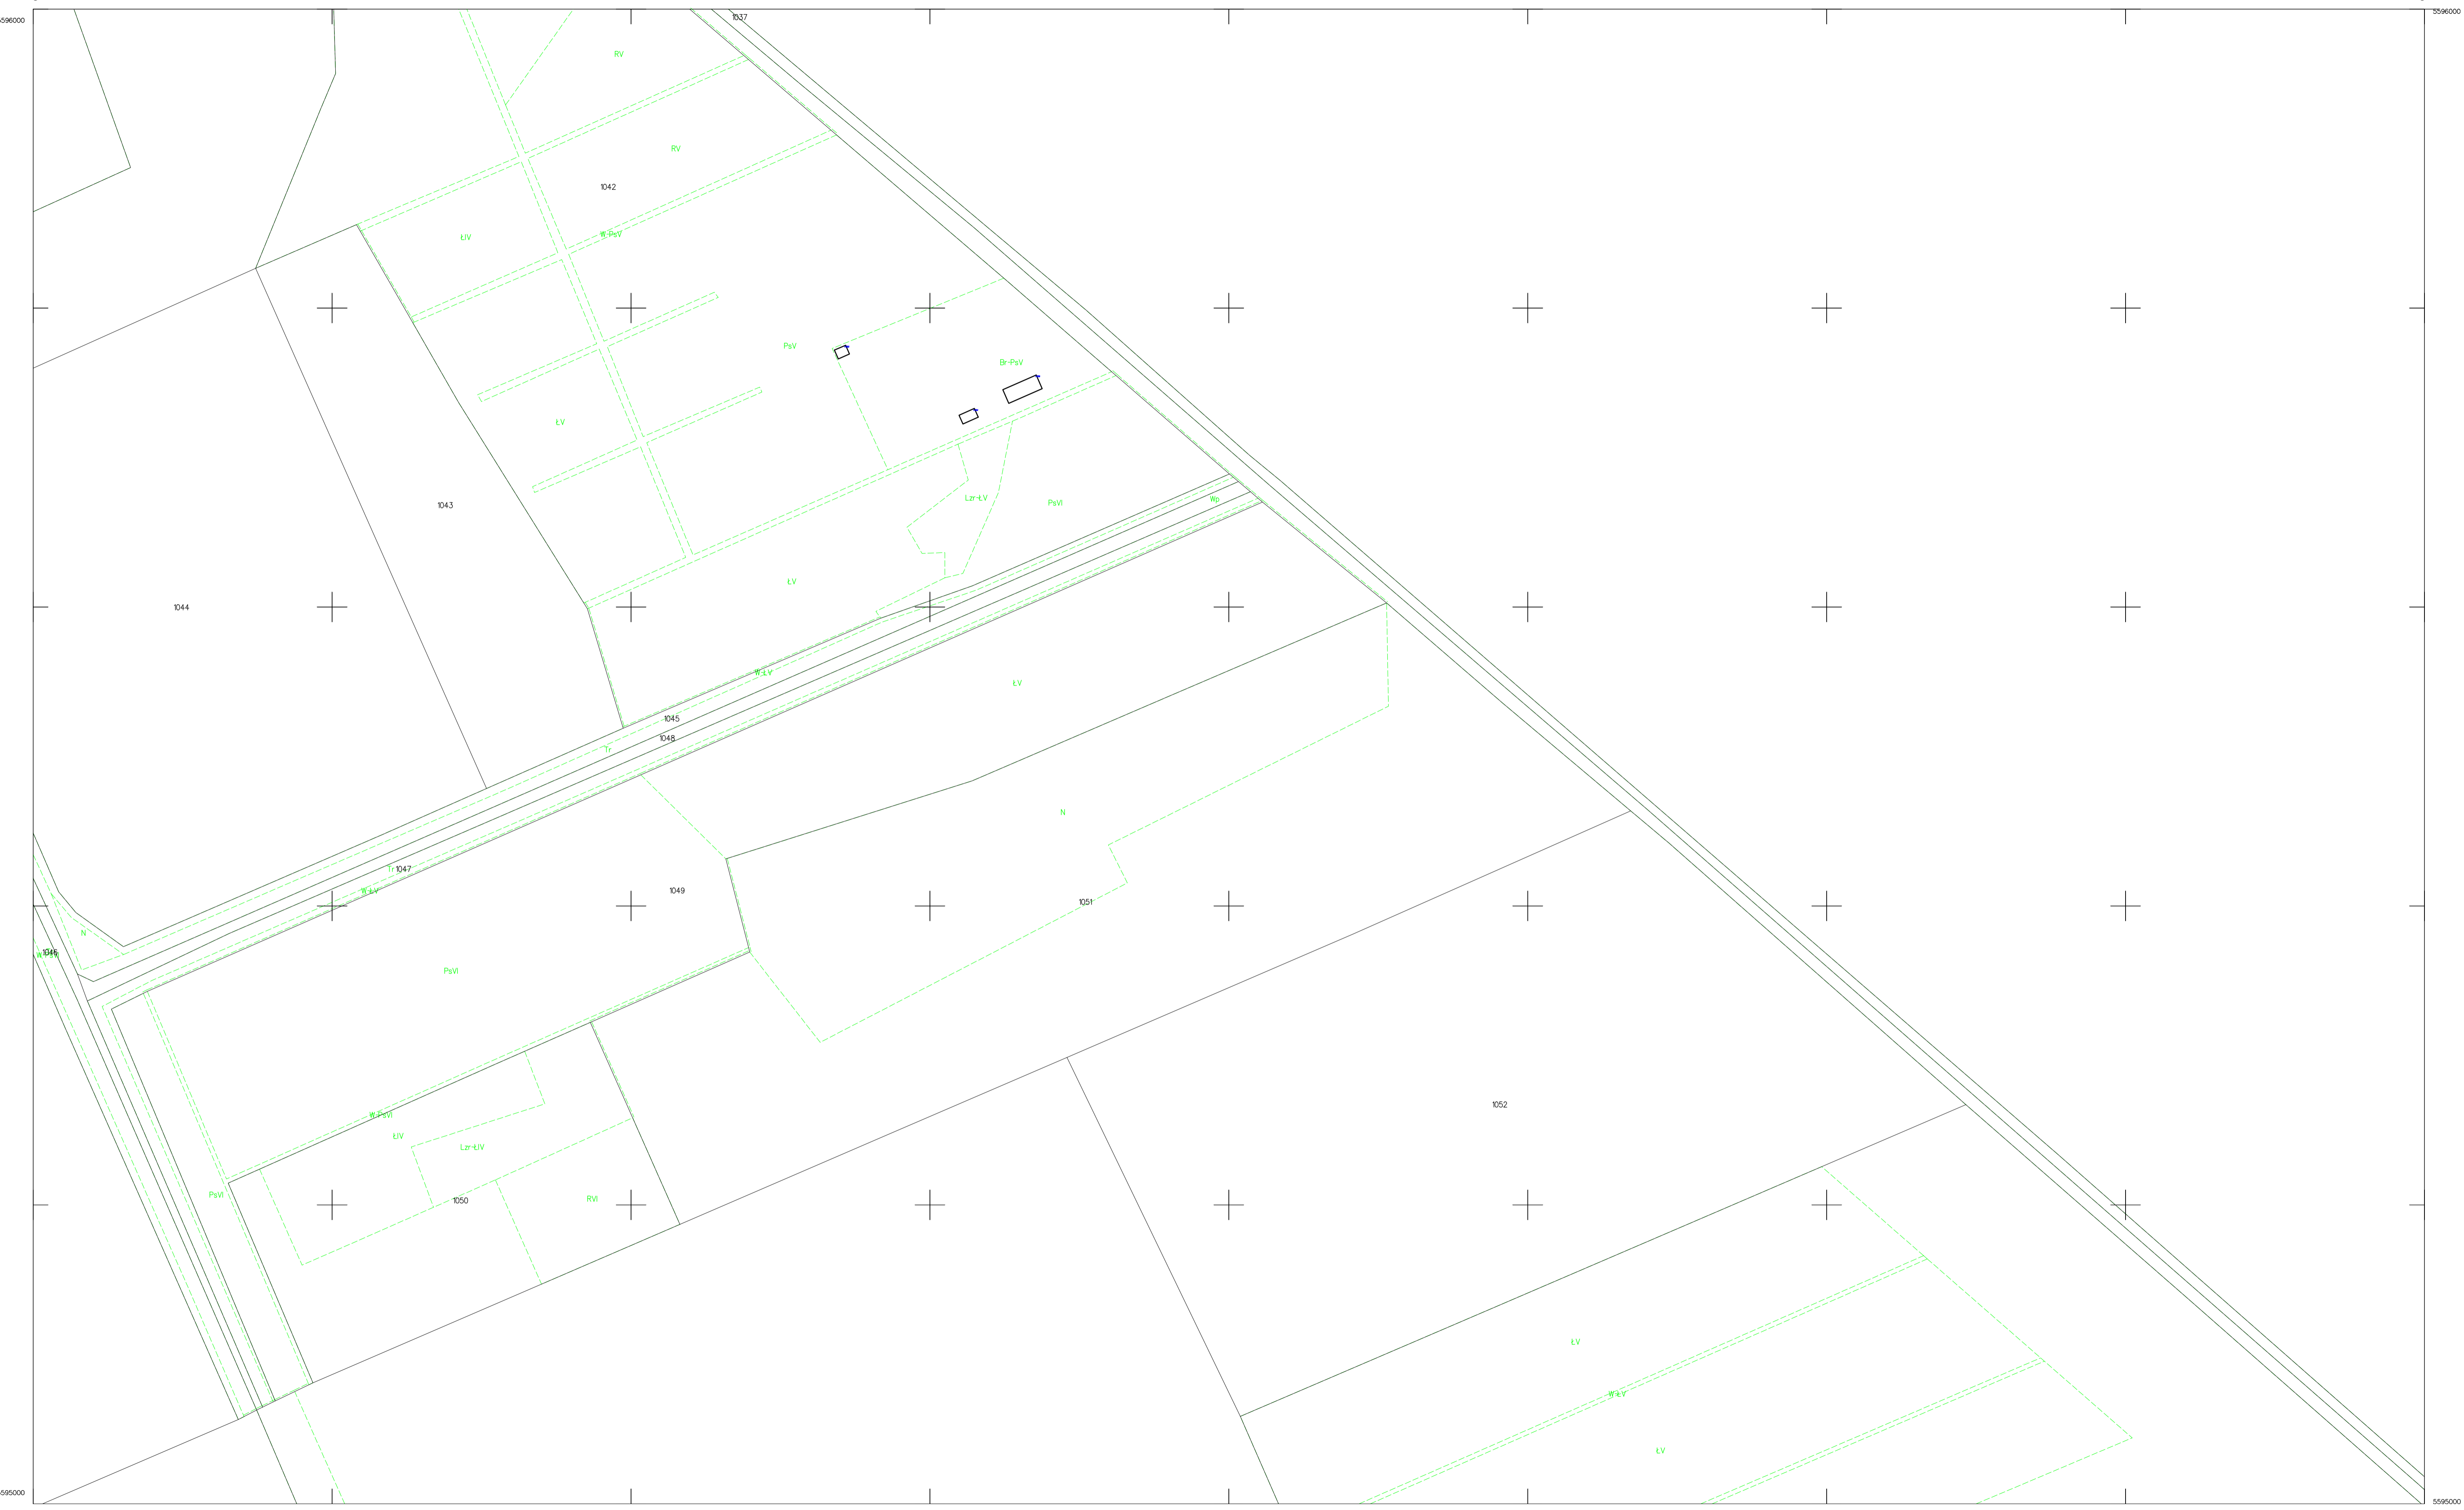 5596000
1037
5596000
RV
RV
1042
W-PsV
ŁIV
PsV
Br-PsV
ŁV
Lzr-ŁV
Wp
PsVI
1043
ŁV
1044
W-ŁV
ŁV
1045
1048
Tr
N
Tr
1047
W-ŁV
1049
1051
N
1046
PsVI
1052
W-PsVI
ŁIV
Lzr-ŁIV
PsVI
RVI
1050
ŁV
W-ŁV
ŁV
5595000
5595000